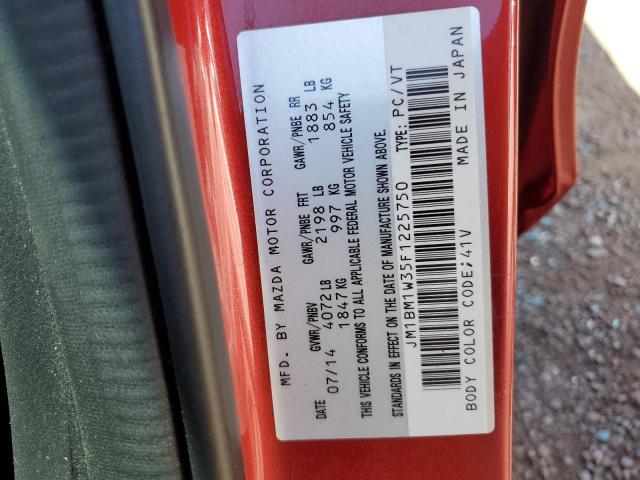 MFD. BY MAZDA MOTOR CORPORATION
DATE GVWR/PNBV GAWR/PNBE FRT GAWR/PNBE RR
07/14 4072 LB 2198 LB 1883 LB
1847 KG 997 KG 854 KG
THIS VEHICLE CONFORMS TO ALL APPLICABLE FEDERAL MOTOR VEHICLE SAFETY
STANDARDS IN EFFECT ON THE DATE OF MANUFACTURE SHOWN ABOVE.
JM1BM1W35F1225750 TYPE: PC/VT
BODY COLOR CODE;41V MADE IN JAPAN